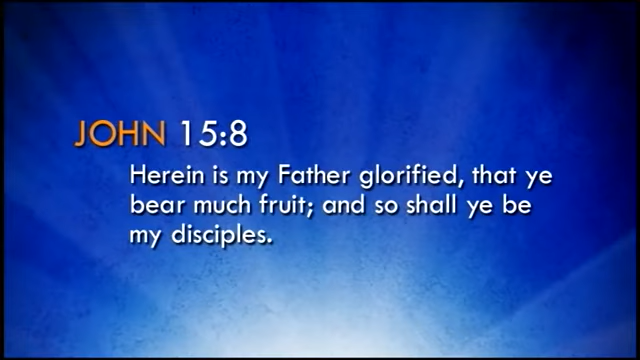 JOHN 15:8
Herein is my Father glorified, that ye
bear much fruit; and so shall ye be
my disciples.